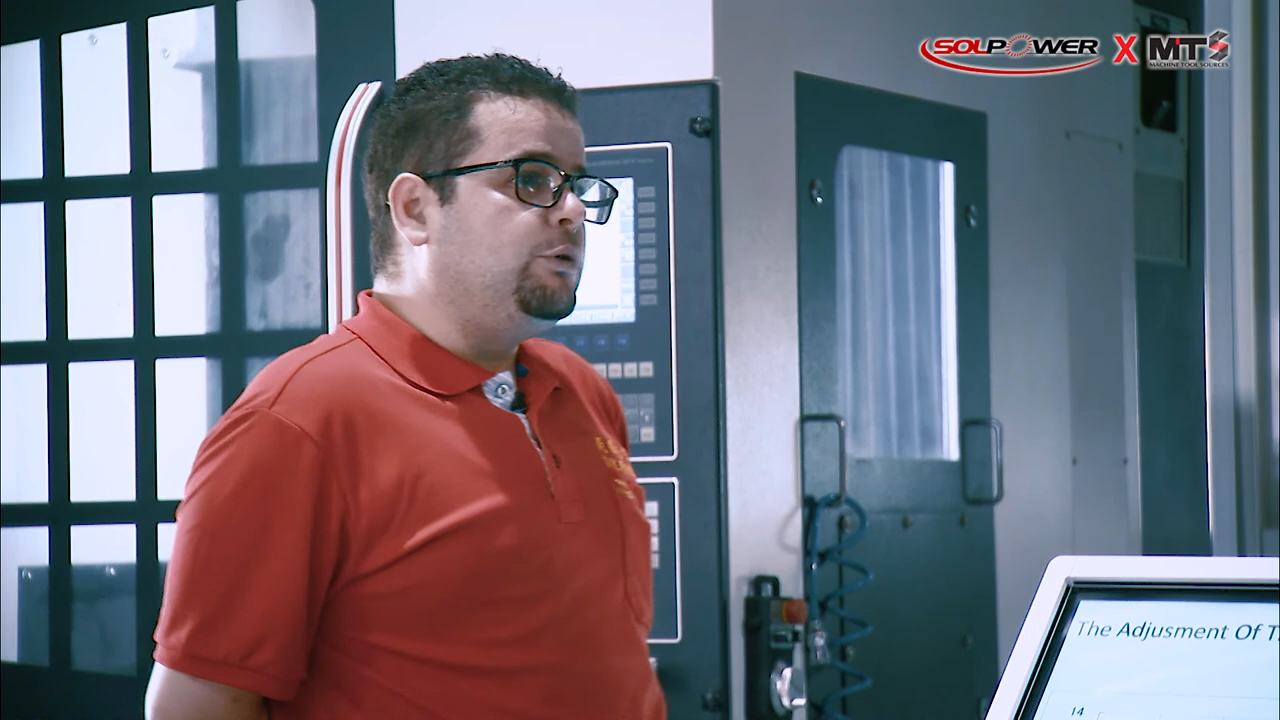 SOLPOWER X MTS
MACHINE TOOL SOURCES
The Adjusment Of T
14